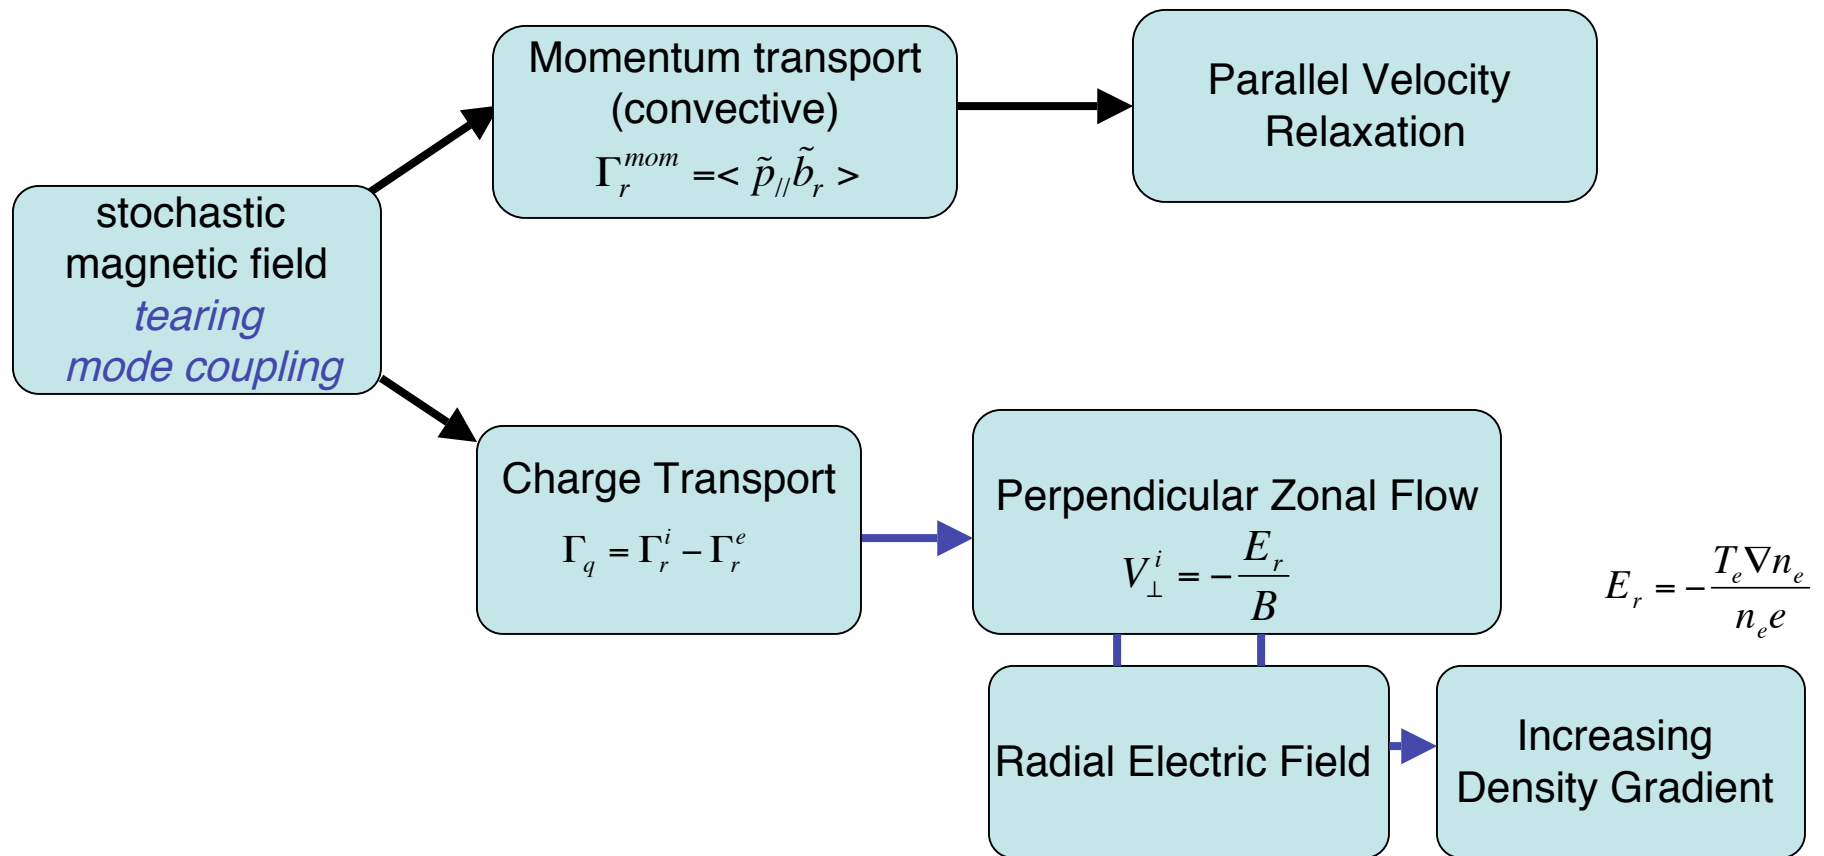 Momentum transport
(convective)
Γ_r^{mom} =< p̃_{//} b̃_r >
Parallel Velocity
Relaxation
stochastic
magnetic field
tearing
mode coupling
Charge Transport
Γ_q = Γ_r^i − Γ_r^e
Perpendicular Zonal Flow
V_⊥^i = − E_r / B
E_r = − T_e ∇n_e / n_e e
Radial Electric Field
Increasing
Density Gradient